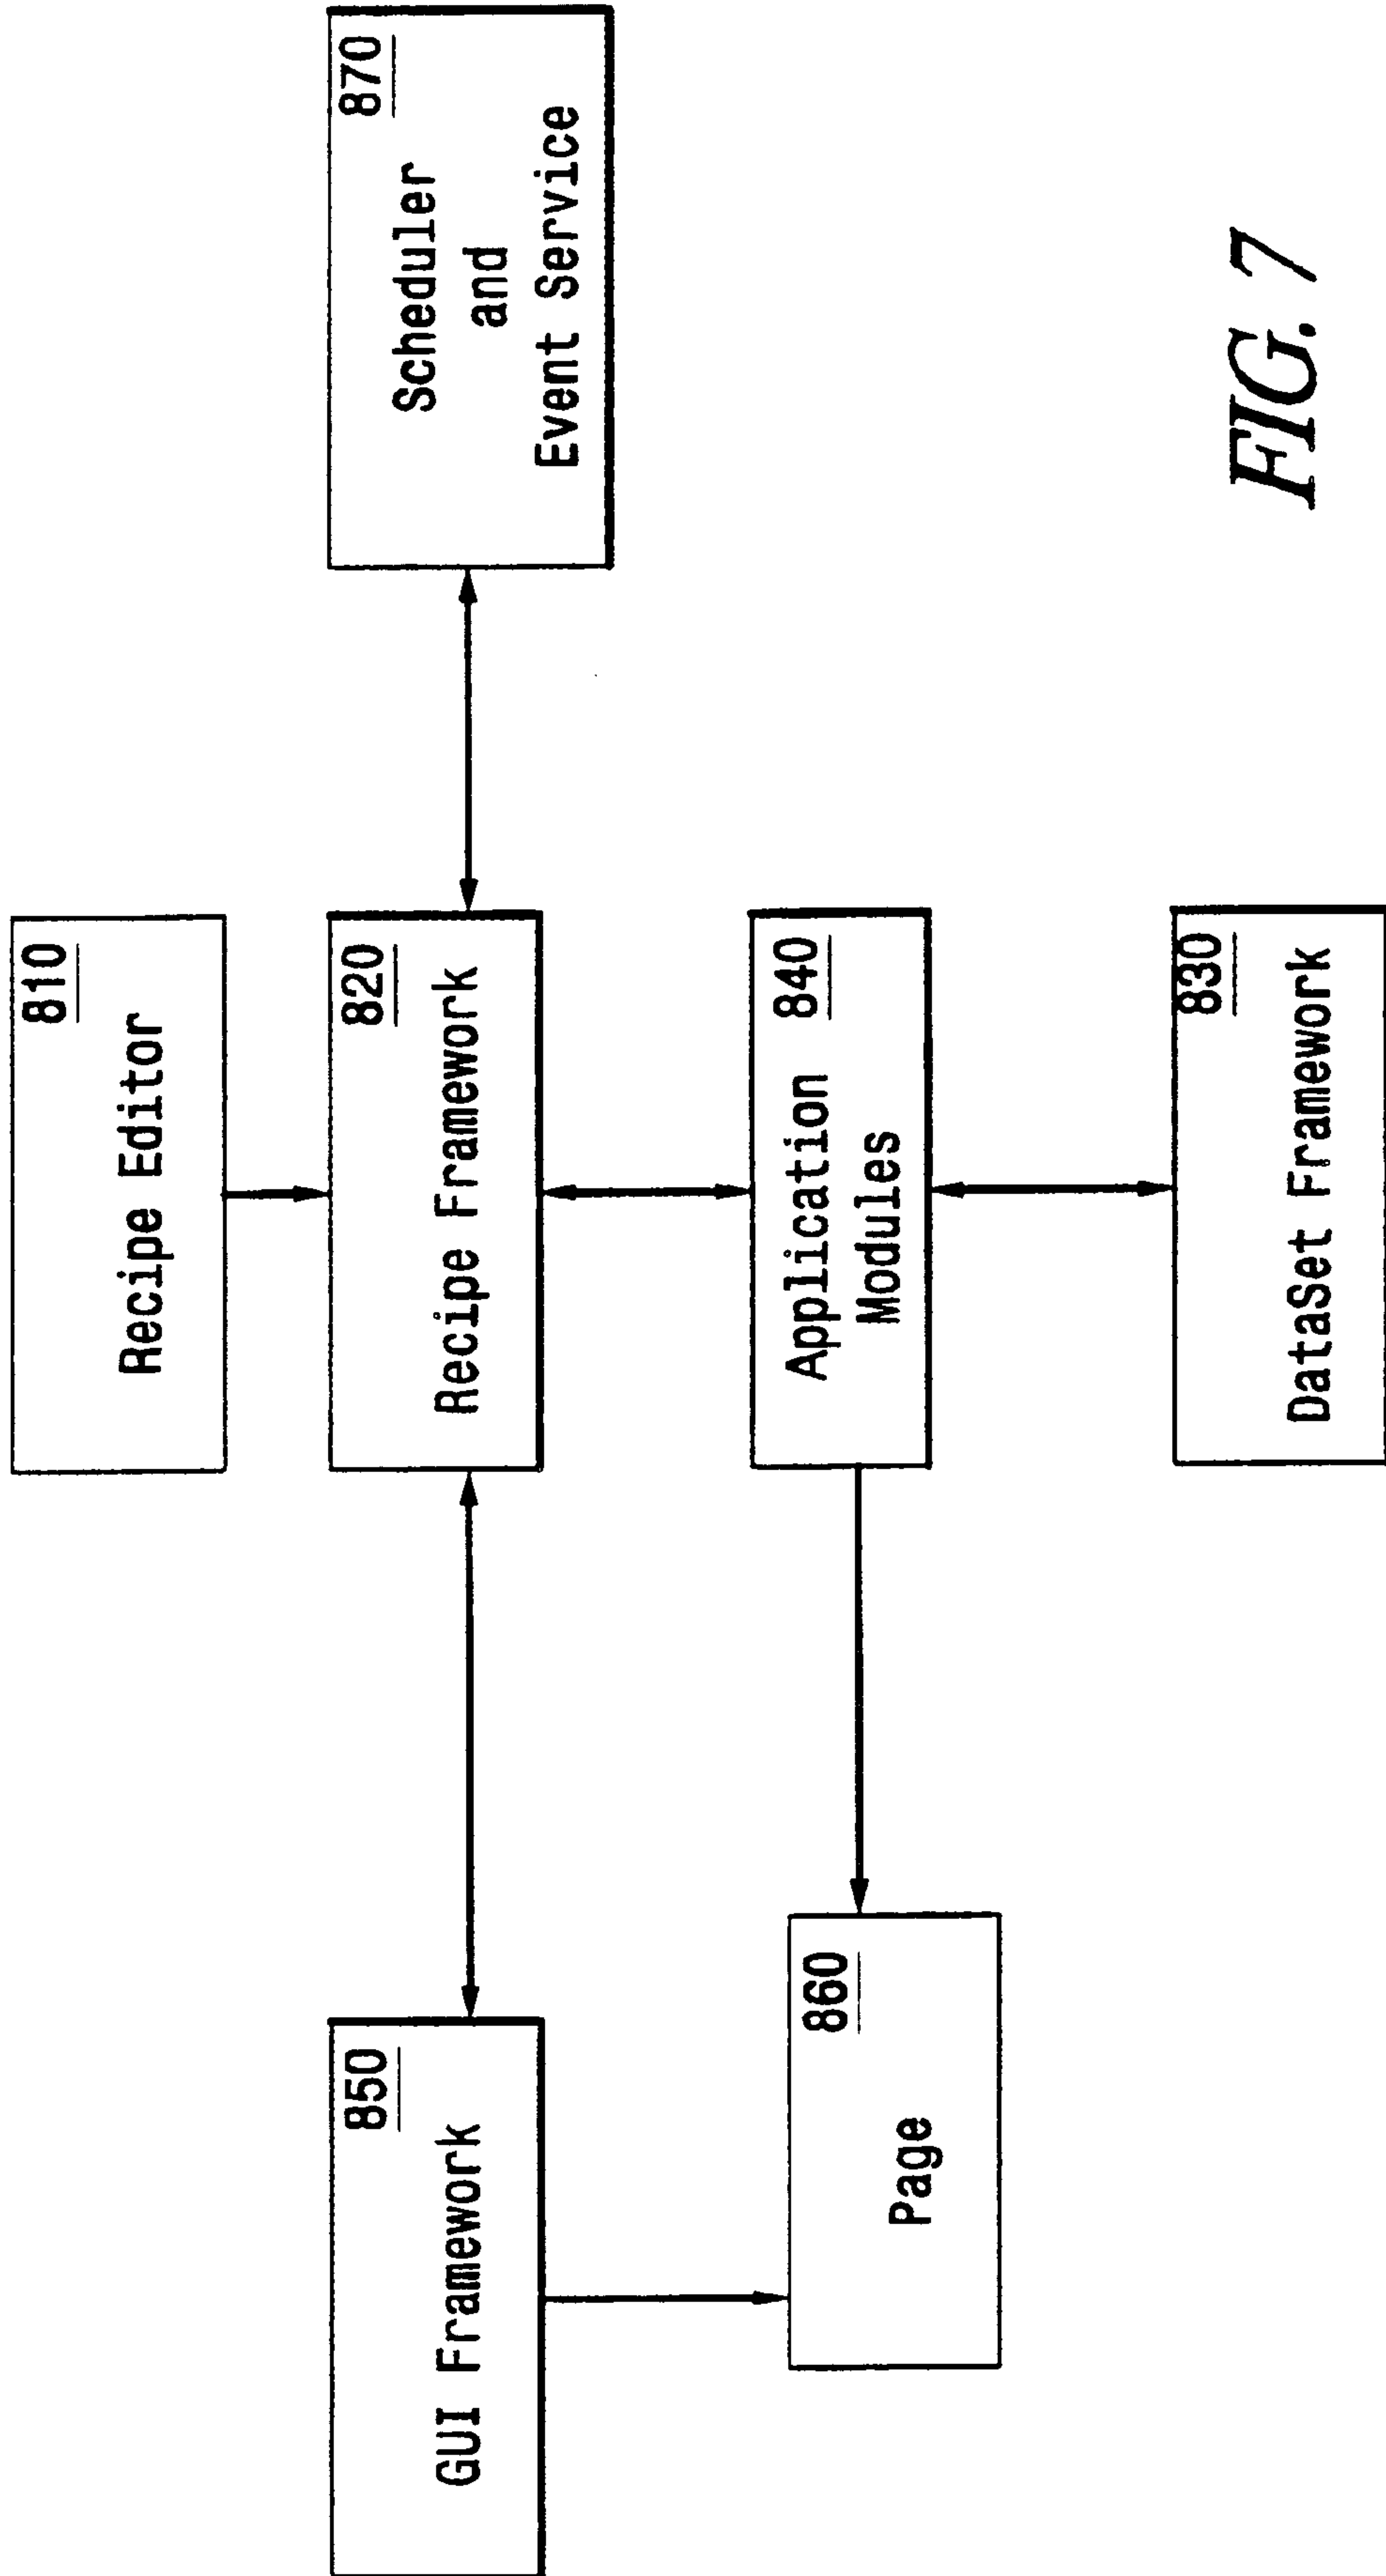 810
Recipe Editor
850
GUI Framework
820
Recipe Framework
870
Scheduler
and
Event Service
860
Page
840
Application
Modules
830
DataSet Framework
FIG. 7